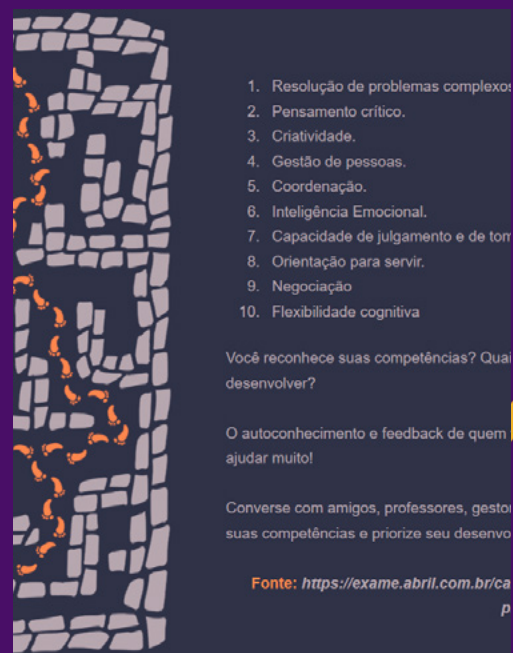 1. Resolução de problemas complexos
2. Pensamento crítico.
3. Criatividade.
4. Gestão de pessoas.
5. Coordenação.
6. Inteligência Emocional.
7. Capacidade de julgamento e de tom
8. Orientação para servir.
9. Negociação
10. Flexibilidade cognitiva
Você reconhece suas competências? Quai
desenvolver?
O autoconhecimento e feedback de quem
ajudar muito!
Converse com amigos, professores, gesto
suas competências e priorize seu desenvo
Fonte: https://exame.abril.com.br/ca
p